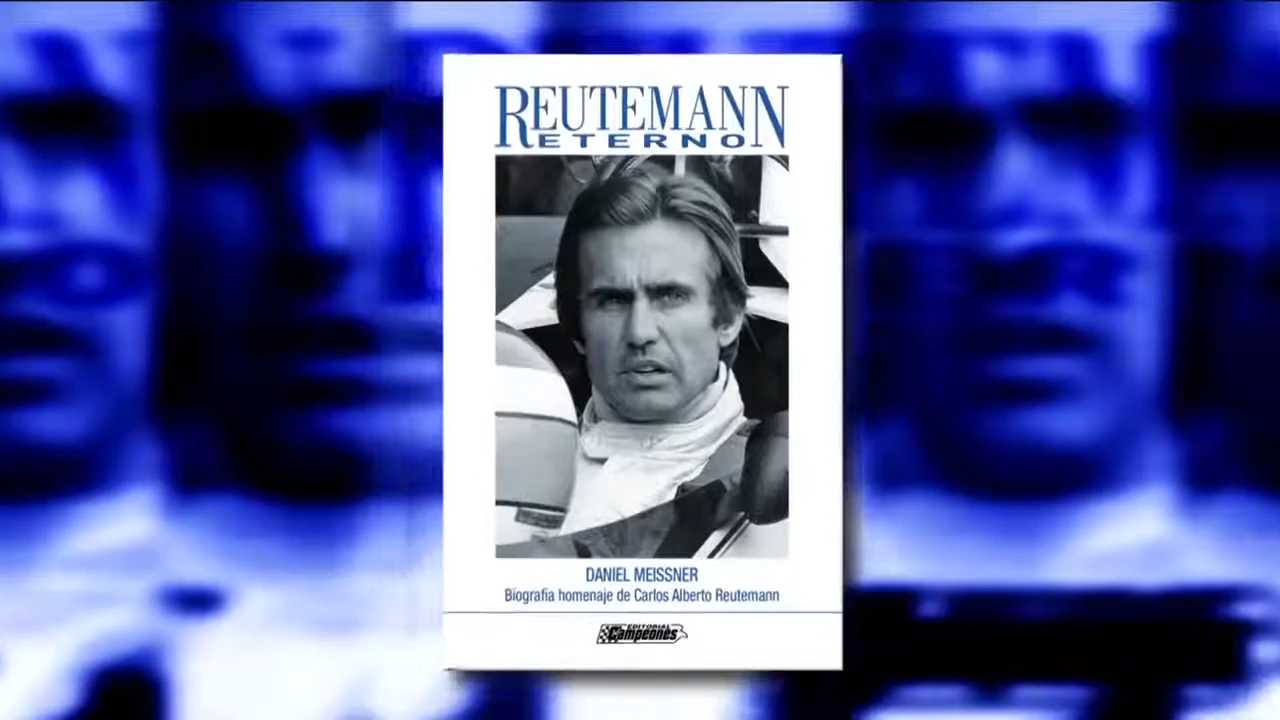 REUTEMANN
ETERNO
DANIEL MEISSNER
Biografía homenaje de Carlos Alberto Reutemann
EDITORIAL
Campeones